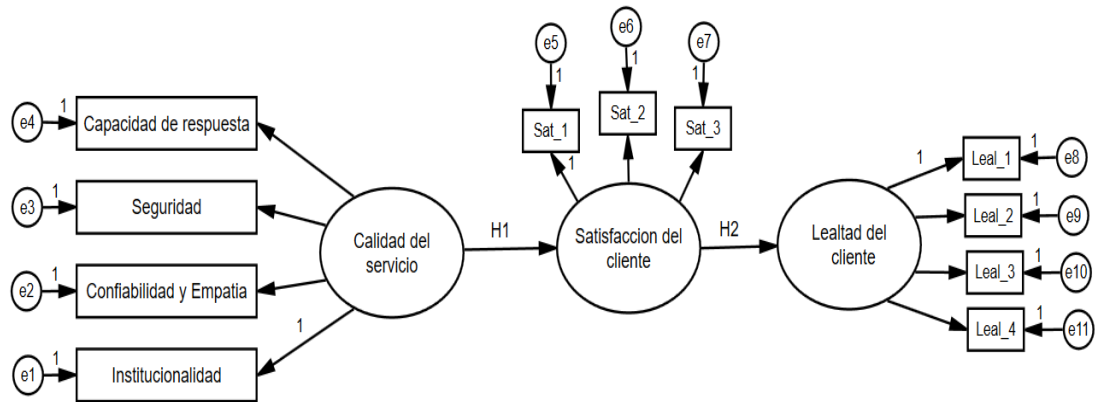 e4
1
Capacidad de respuesta
e3
1
Seguridad
e2
1
Confiabilidad y Empatia
e1
1
Institucionalidad
1
Calidad del
servicio
H1
e5
1
Sat_1
1
e6
1
Sat_2
e7
1
Sat_3
Satisfaccion del
cliente
H2
Lealtad del
cliente
1
Leal_1
1
e8
Leal_2
1
e9
Leal_3
1
e10
Leal_4
1
e11